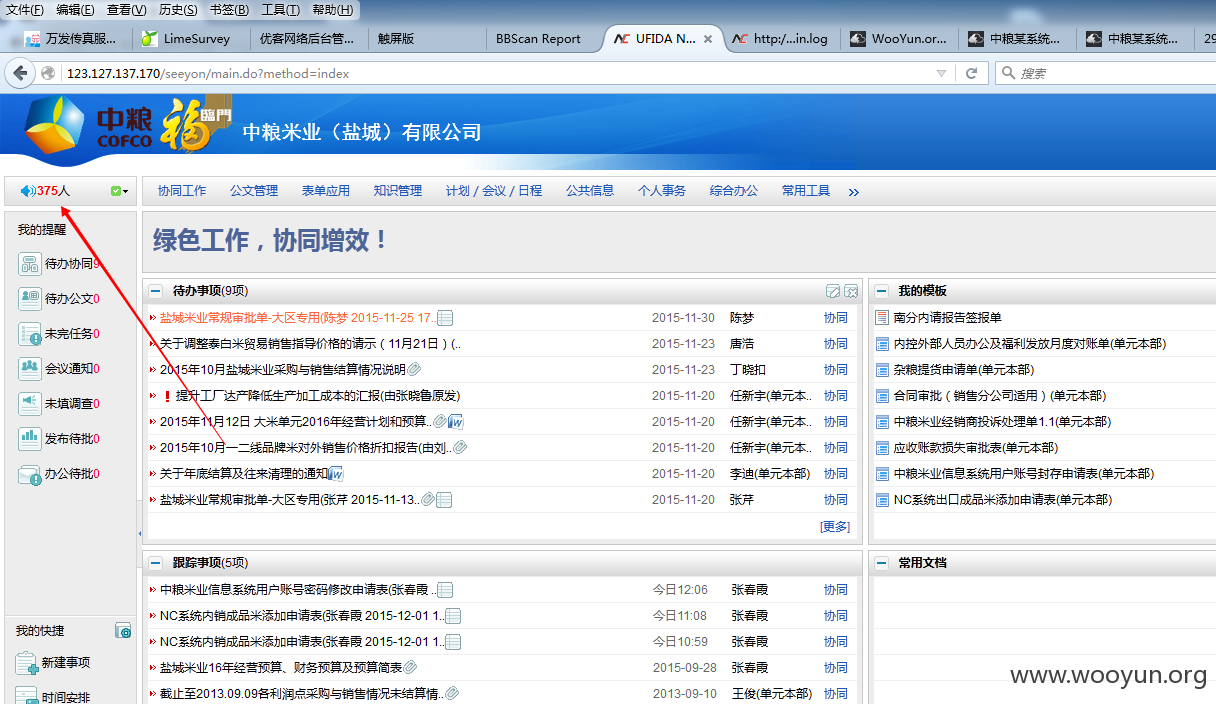 文件(F) 编辑(E) 查看(V) 历史(S) 书签(B) 工具(T) 帮助(H)
万发传真服... LimeSurvey 优客网络后台管... 触屏版 BBScan Report UFIDA N... × http:/...in.log WooYun.or... 中粮某系统... 中粮某系统... 29
123.127.137.170/seeyon/main.do?method=index 搜索
中粮 COFCO 福 臨門 中粮米业（盐城）有限公司
375人 协同工作 公文管理 表单应用 知识管理 计划 / 会议 / 日程 公共信息 个人事务 综合办公 常用工具 »
我的提醒
待办协同9
待办公文0
未完任务0
会议通知0
未填调查0
发布待批0
办公待批0
我的快捷
新建事项
时间安排
绿色工作，协同增效！
待办事项(9项)
盐城米业常规审批单-大区专用(陈梦 2015-11-25 17.. 2015-11-30 陈梦 协同
关于调整泰白米贸易销售指导价格的请示（11月21日）(.. 2015-11-23 唐浩 协同
2015年10月盐城米业采购与销售结算情况说明 2015-11-23 丁晓扣 协同
提升工厂达产降低生产加工成本的汇报(由张晓鲁原发) 2015-11-20 任新宇(单元本.. 协同
2015年11月12日 大米单元2016年经营计划和预算.. 2015-11-20 任新宇(单元本.. 协同
2015年10月一二线品牌米对外销售价格折扣报告(由刘.. 2015-11-20 任新宇(单元本.. 协同
关于年底结算及往来清理的通知 2015-11-20 李迪(单元本部) 协同
盐城米业常规审批单-大区专用(张芹 2015-11-13.. 2015-11-20 张芹 协同
[更多]
我的模板
南分内请报告签报单
内控外部人员办公及福利发放月度对账单(单元本部)
杂粮提货申请单(单元本部)
合同审批（销售分公司适用）(单元本部)
中粮米业经销商投诉处理单1.1(单元本部)
应收账款损失审批表(单元本部)
中粮米业信息系统用户账号封存申请表(单元本部)
NC系统出口成品米添加申请表(单元本部)
跟踪事项(5项)
中粮米业信息系统用户账号密码修改申请表(张春霞 .. 今日12:06 张春霞 协同
NC系统内销成品米添加申请表(张春霞 2015-12-01 1.. 今日11:08 张春霞 协同
NC系统内销成品米添加申请表(张春霞 2015-12-01 1.. 今日10:59 张春霞 协同
盐城米业16年经营预算、财务预算及预算简表 2015-09-28 张春霞 协同
截止至2013.09.09各利润点采购与销售情况未结算情.. 2013-09-10 王俊(单元本部) 协同
常用文档
www.wooyun.org